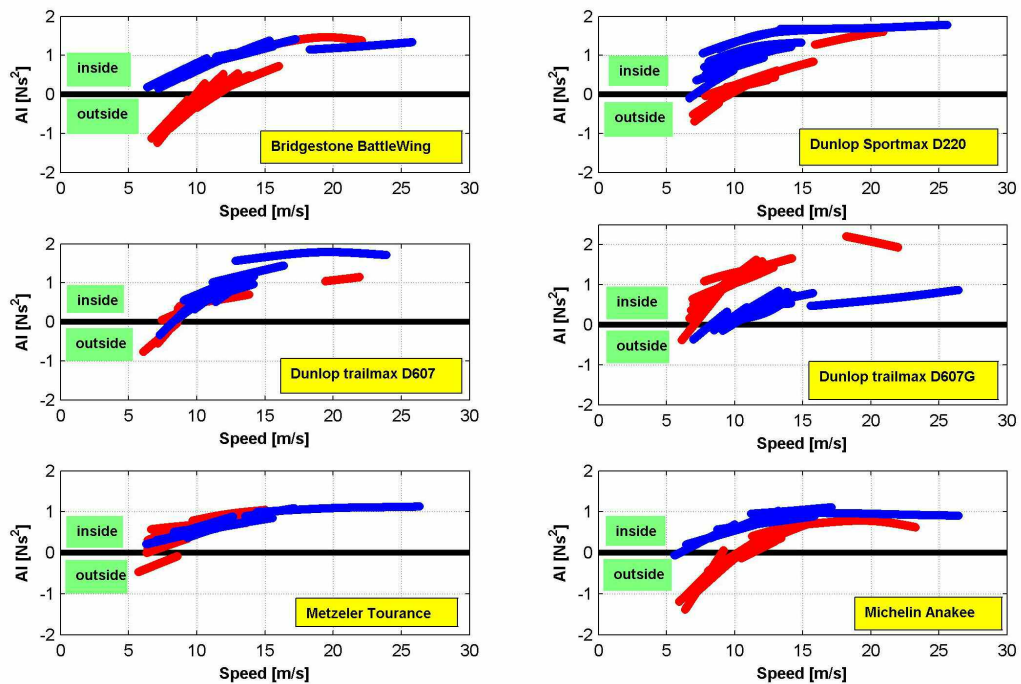 2
1
0
-1
-2
AI [Ns²]
inside
outside
Bridgestone BattleWing
0 5 10 15 20 25 30
Speed [m/s]
2
1
0
-1
-2
AI [Ns²]
inside
outside
Dunlop Sportmax D220
0 5 10 15 20 25 30
Speed [m/s]
2
1
0
-1
-2
AI [Ns²]
inside
outside
Dunlop trailmax D607
0 5 10 15 20 25 30
Speed [m/s]
2
1
0
-1
-2
AI [Ns²]
inside
outside
Dunlop trailmax D607G
0 5 10 15 20 25 30
Speed [m/s]
2
1
0
-1
-2
AI [Ns²]
inside
outside
Metzeler Tourance
0 5 10 15 20 25 30
Speed [m/s]
2
1
0
-1
-2
AI [Ns²]
inside
outside
Michelin Anakee
0 5 10 15 20 25 30
Speed [m/s]